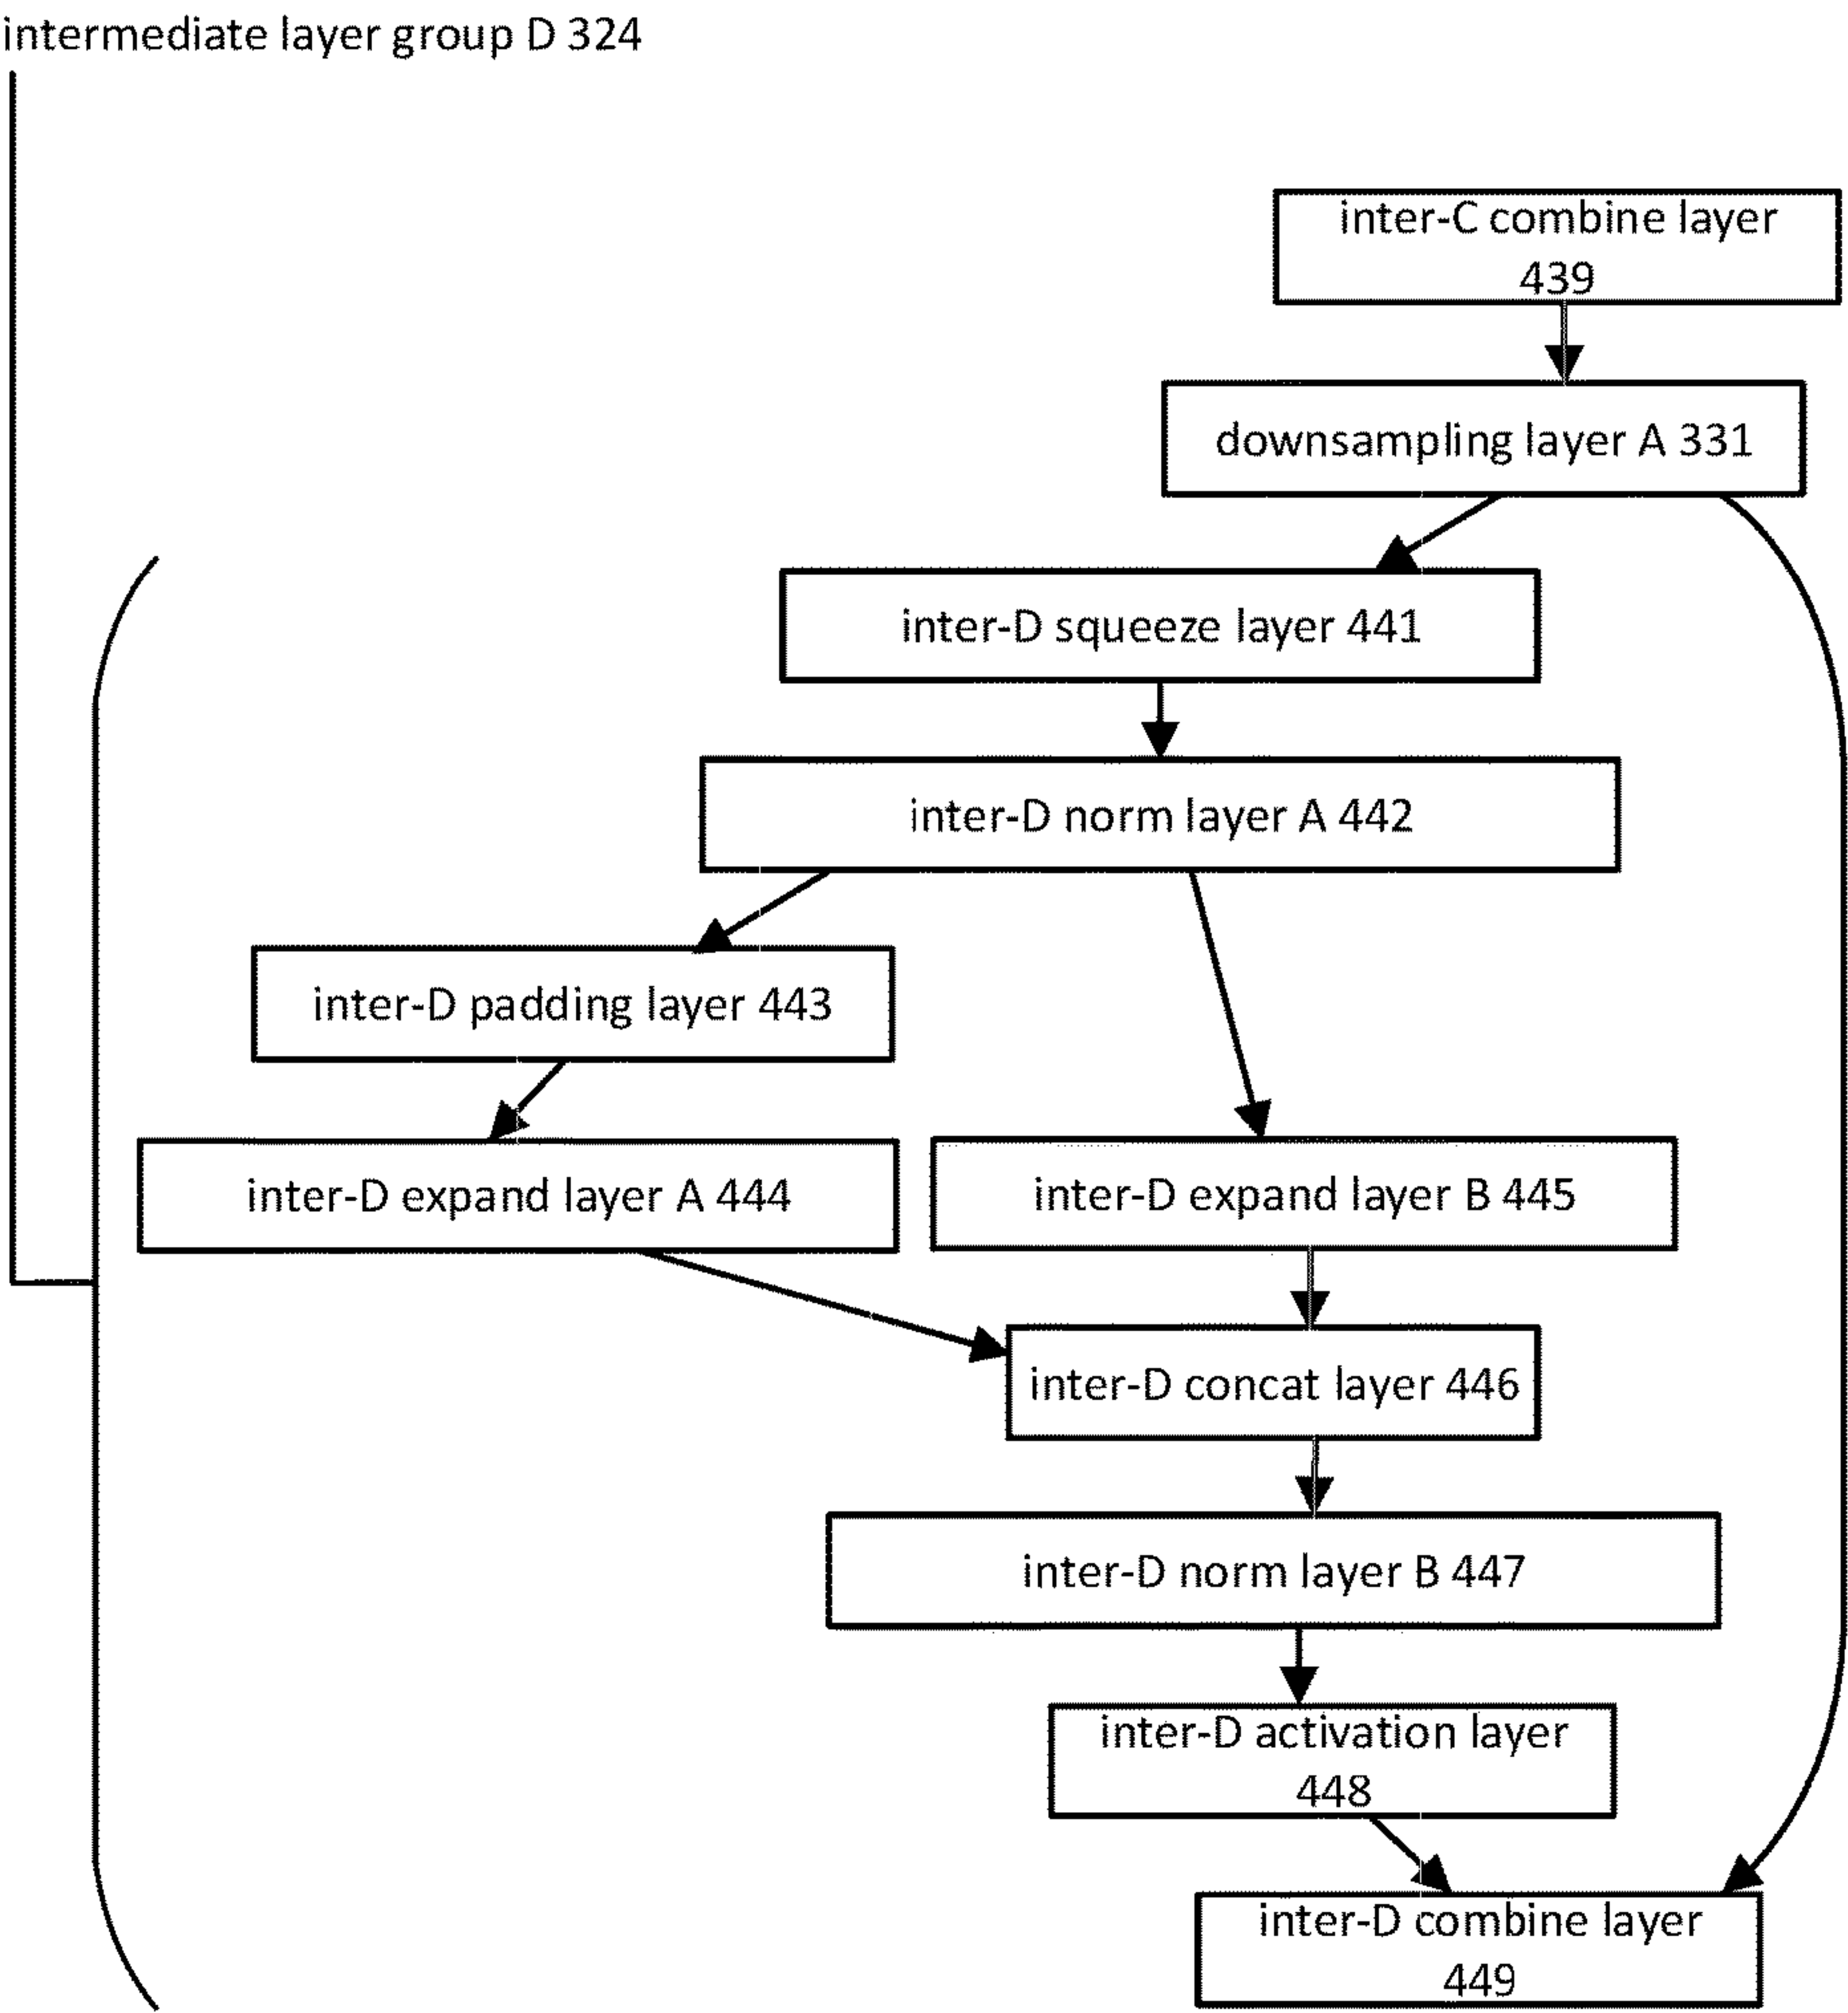 intermediate layer group D 324
inter-C combine layer
439
downsampling layer A 331
inter-D squeeze layer 441
inter-D norm layer A 442
inter-D padding layer 443
inter-D expand layer A 444
inter-D expand layer B 445
inter-D concat layer 446
inter-D norm layer B 447
inter-D activation layer
448
inter-D combine layer
449